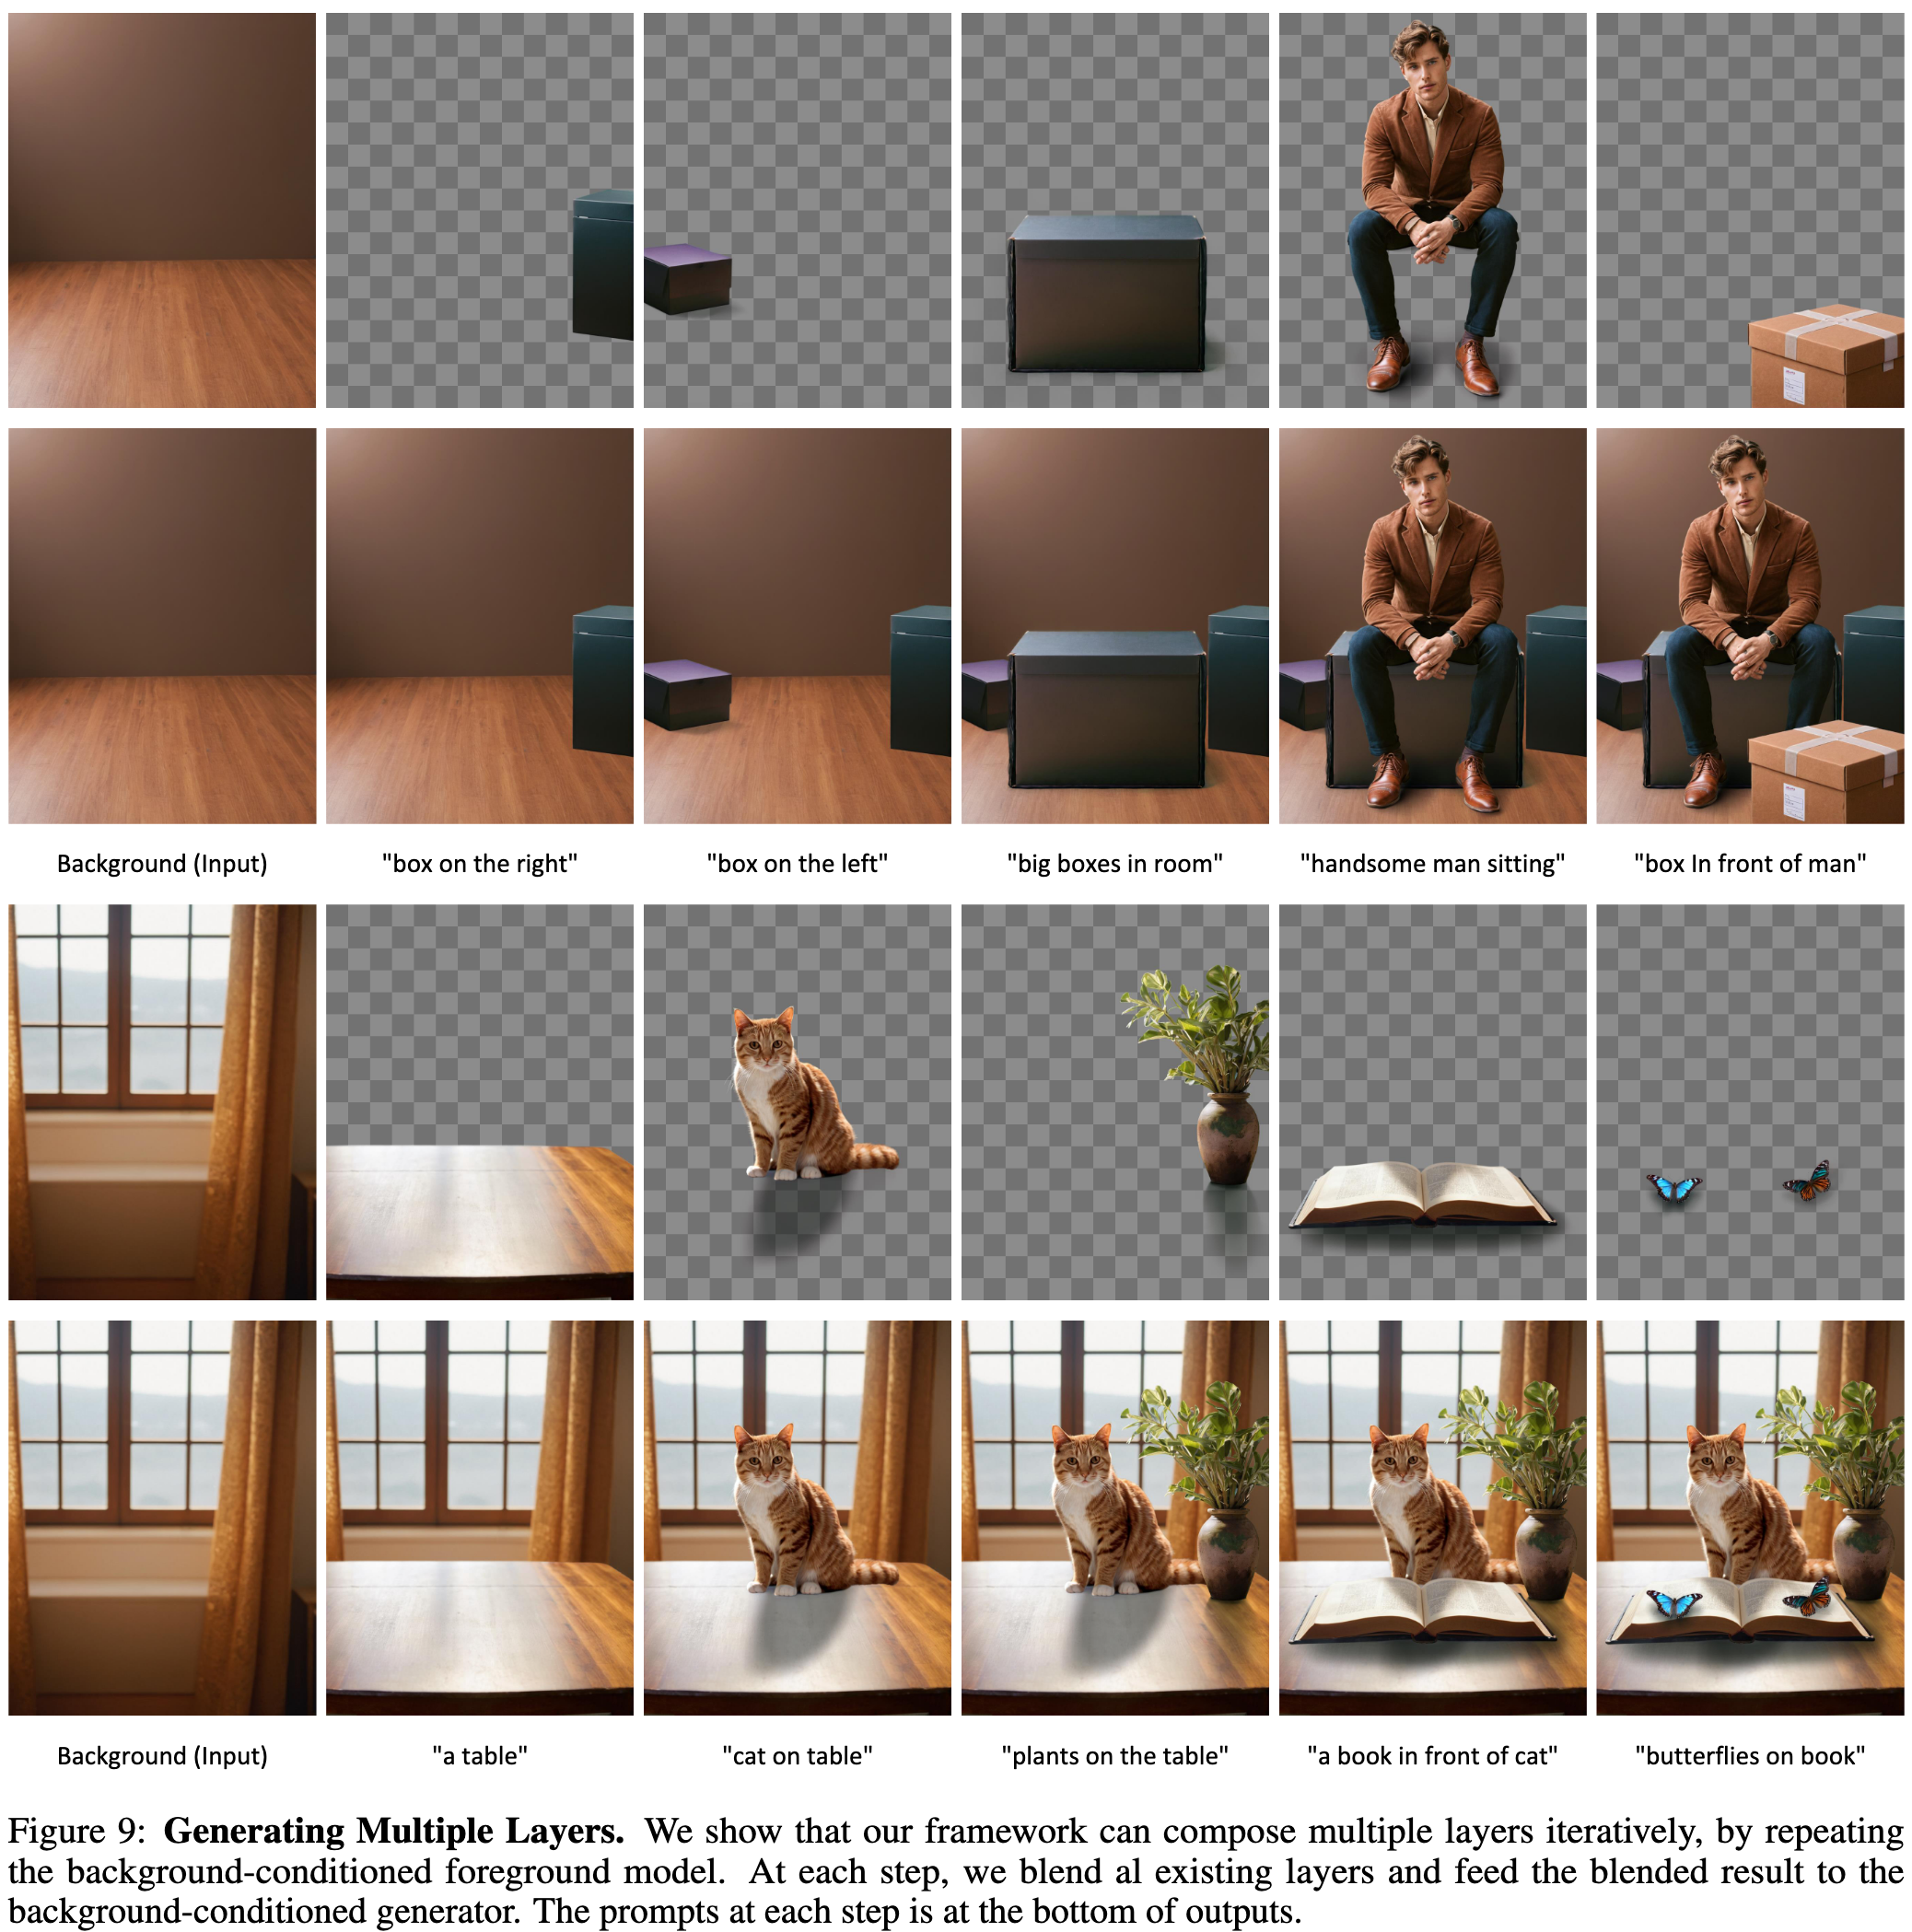 Background (Input) "box on the right" "box on the left" "big boxes in room" "handsome man sitting" "box In front of man"
Background (Input) "a table" "cat on table" "plants on the table" "a book in front of cat" "butterflies on book"
Figure 9: Generating Multiple Layers. We show that our framework can compose multiple layers iteratively, by repeating
the background-conditioned foreground model. At each step, we blend al existing layers and feed the blended result to the
background-conditioned generator. The prompts at each step is at the bottom of outputs.